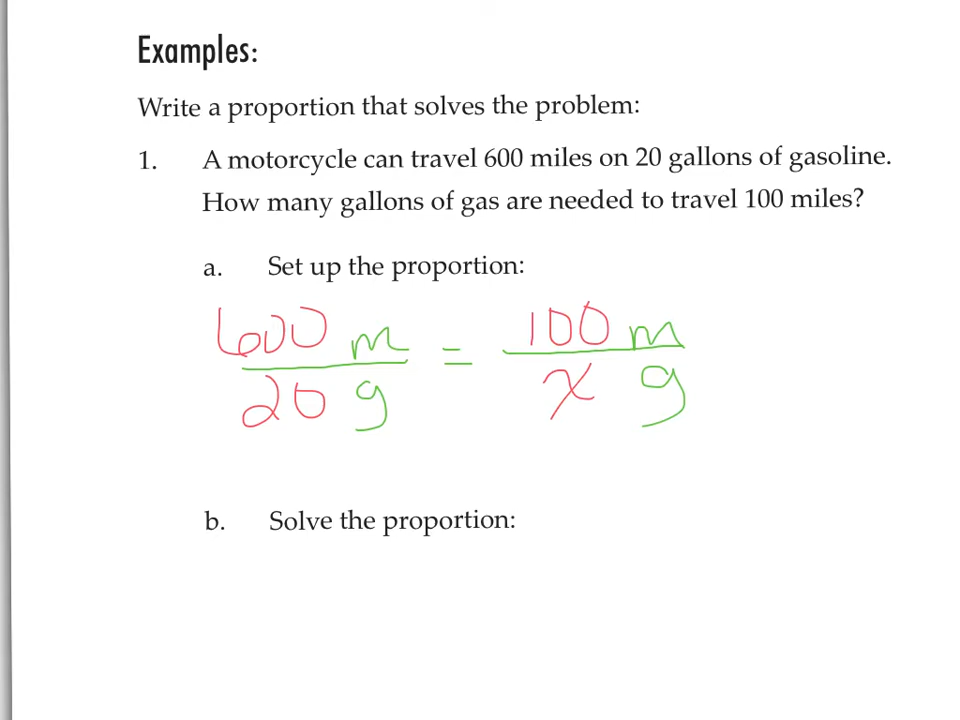 Examples:
Write a proportion that solves the problem:
1. A motorcycle can travel 600 miles on 20 gallons of gasoline.
How many gallons of gas are needed to travel 100 miles?
a. Set up the proportion:
600 m = 100 m
20 g x g
b. Solve the proportion: